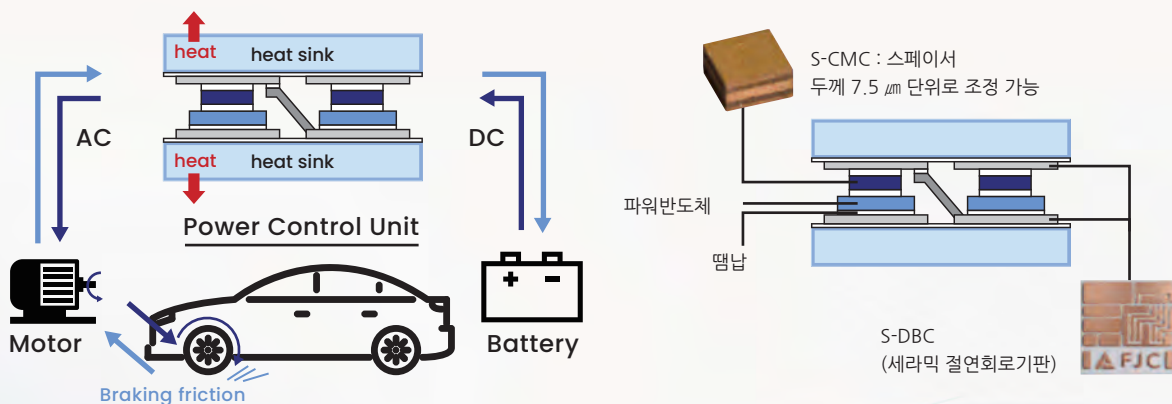 heat
heat sink
AC
DC
heat
heat sink
Power Control Unit
+ -
Motor
Battery
Braking friction
S-CMC : 스페이서
두께 7.5 ㎛ 단위로 조정 가능
파워반도체
땜납
S-DBC
(세라믹 절연회로기판)